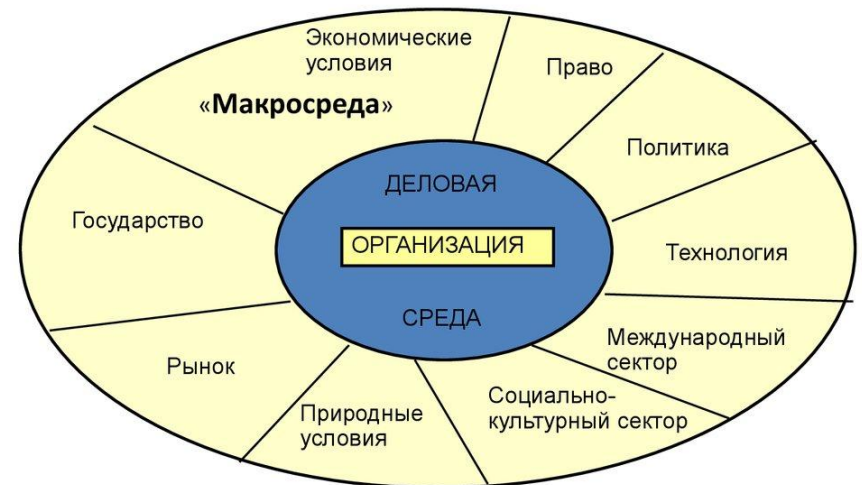 Экономические
условия
«Макросреда»
Право
Политика
Технология
Международный
сектор
Социально-
культурный сектор
Природные
условия
Рынок
Государство
ДЕЛОВАЯ
ОРГАНИЗАЦИЯ
СРЕДА